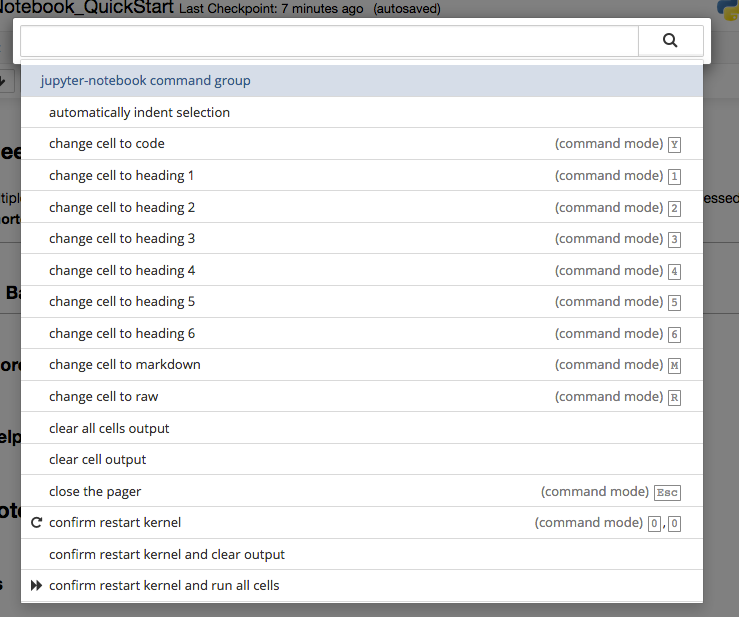 Notebook_QuickStart Last Checkpoint: 7 minutes ago (autosaved)
jupyter-notebook command group
automatically indent selection
change cell to code (command mode) Y
change cell to heading 1 (command mode) 1
change cell to heading 2 (command mode) 2
change cell to heading 3 (command mode) 3
change cell to heading 4 (command mode) 4
change cell to heading 5 (command mode) 5
change cell to heading 6 (command mode) 6
change cell to markdown (command mode) M
change cell to raw (command mode) R
clear all cells output
clear cell output
close the pager (command mode) Esc
confirm restart kernel (command mode) 0,0
confirm restart kernel and clear output
confirm restart kernel and run all cells